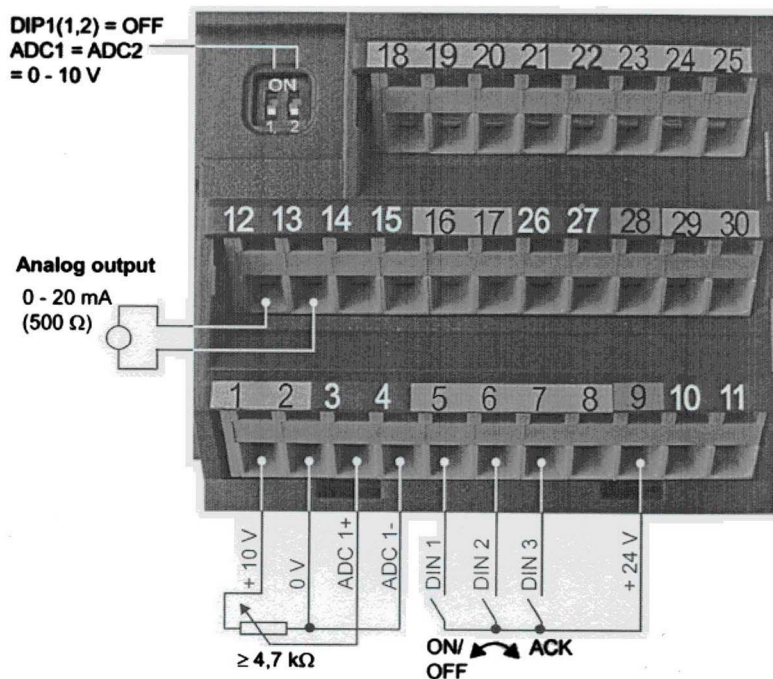 DIP1(1,2) = OFF
ADC1 = ADC2
= 0 - 10 V
ON
1 2
18 19 20 21 22 23 24 25
12 13 14 15 16 17 26 27 28 29 30
Analog output
0 - 20 mA
(500 Ω)
1 2 3 4 5 6 7 8 9 10 11
+ 10 V
0 V
ADC 1+
ADC 1-
DIN 1
DIN 2
DIN 3
+ 24 V
≥ 4,7 kΩ
ON/
OFF
ACK